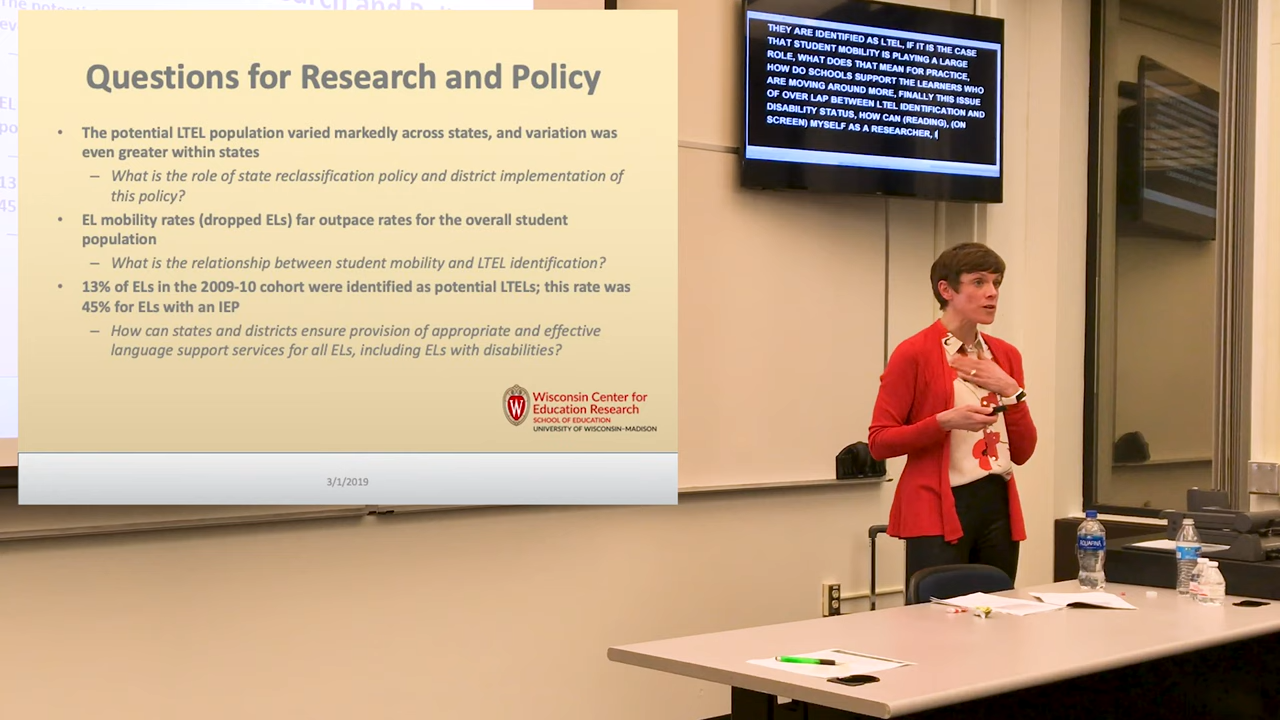 Questions for Research and Policy
• The potential LTEL population varied markedly across states, and variation was
even greater within states
– What is the role of state reclassification policy and district implementation of
this policy?
• EL mobility rates (dropped ELs) far outpace rates for the overall student
population
– What is the relationship between student mobility and LTEL identification?
• 13% of ELs in the 2009-10 cohort were identified as potential LTELs; this rate was
45% for ELs with an IEP
– How can states and districts ensure provision of appropriate and effective
language support services for all ELs, including ELs with disabilities?
W
Wisconsin Center for
Education Research
SCHOOL OF EDUCATION
UNIVERSITY OF WISCONSIN–MADISON
3/1/2019
THEY ARE IDENTIFIED AS LTEL, IF IT IS THE CASE
THAT STUDENT MOBILITY IS PLAYING A LARGE
ROLE, WHAT DOES THAT MEAN FOR PRACTICE,
HOW DO SCHOOLS SUPPORT THE LEARNERS WHO
ARE MOVING AROUND MORE, FINALLY THIS ISSUE
OF OVER LAP BETWEEN LTEL IDENTIFICATION AND
DISABILITY STATUS, HOW CAN (READING), (ON
SCREEN) MYSELF AS A RESEARCHER, I
AQUAFINA